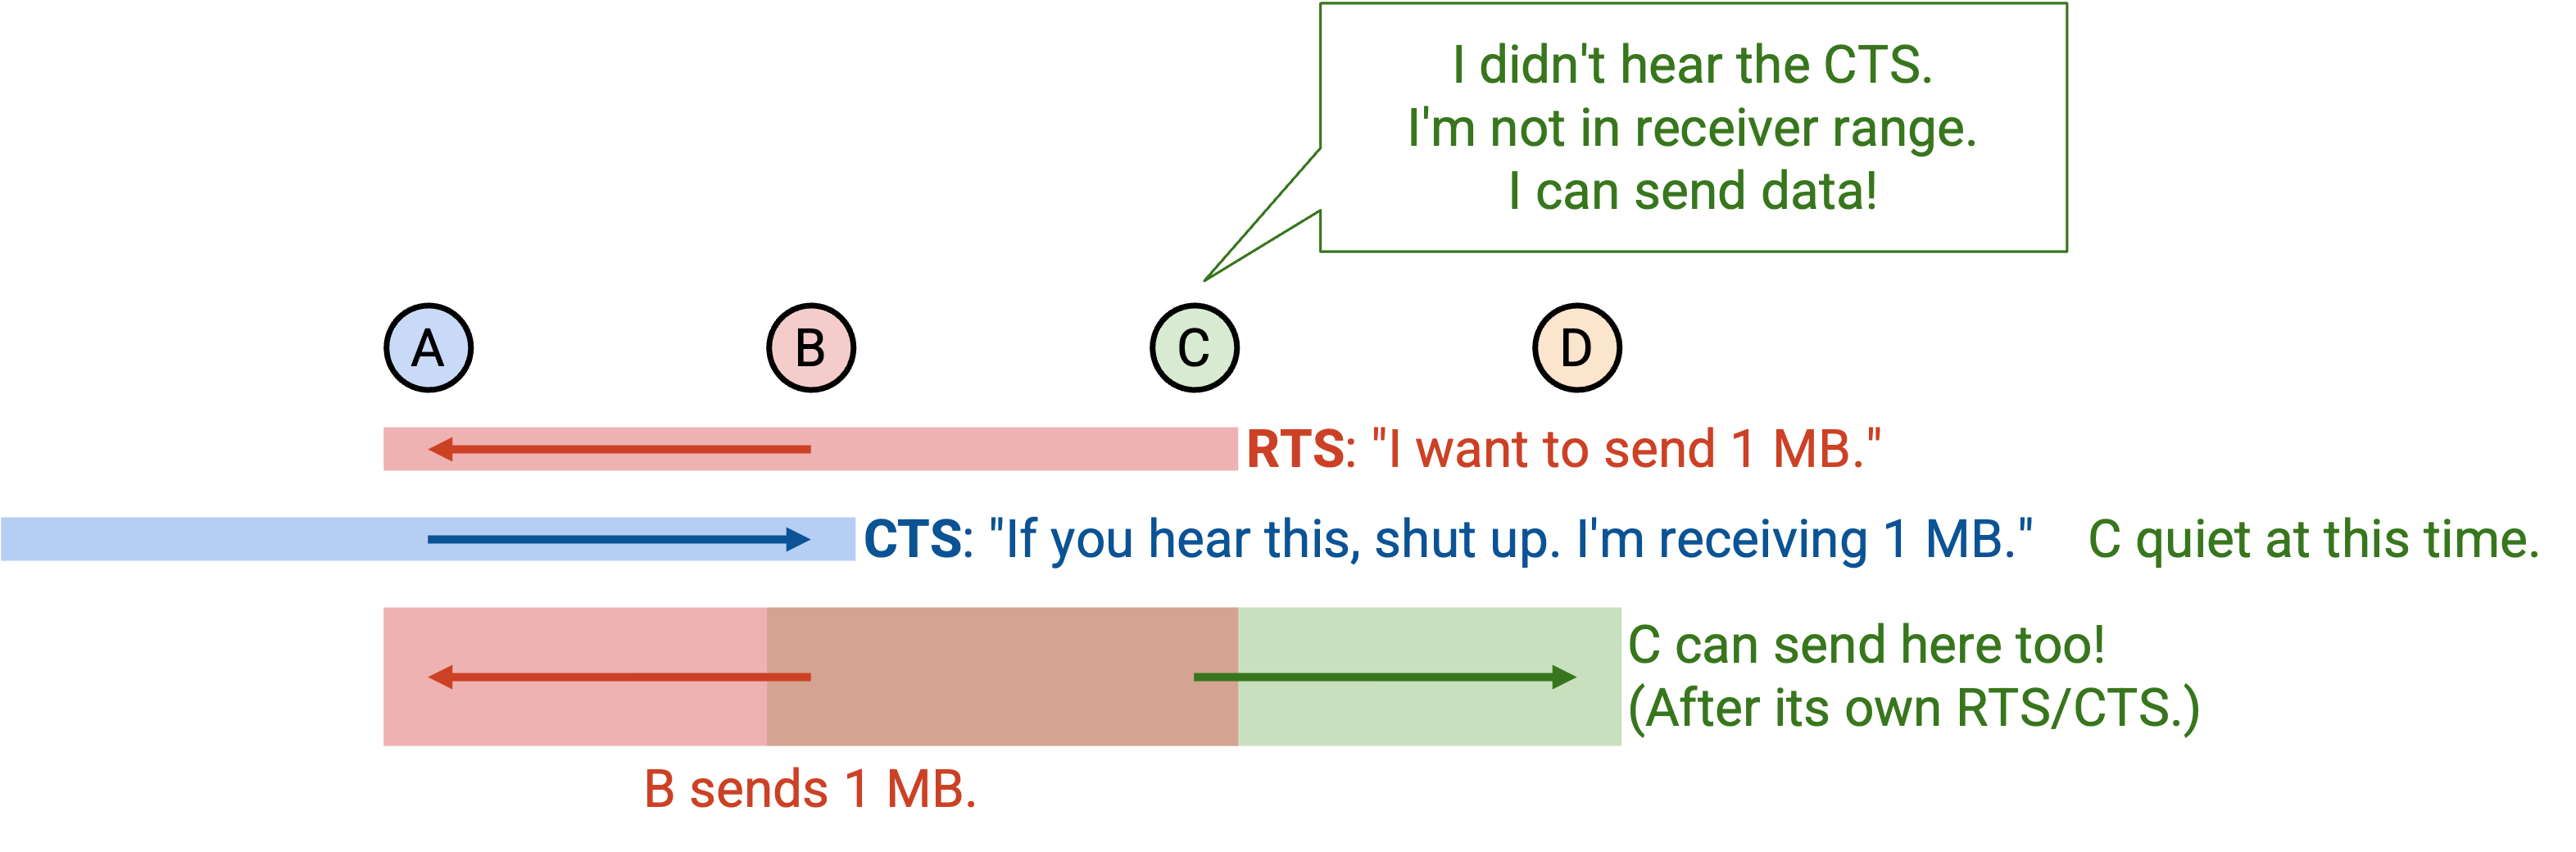 I didn't hear the CTS.
I'm not in receiver range.
I can send data!
A
B
C
D
RTS: "I want to send 1 MB."
CTS: "If you hear this, shut up. I'm receiving 1 MB."
C quiet at this time.
C can send here too!
(After its own RTS/CTS.)
B sends 1 MB.